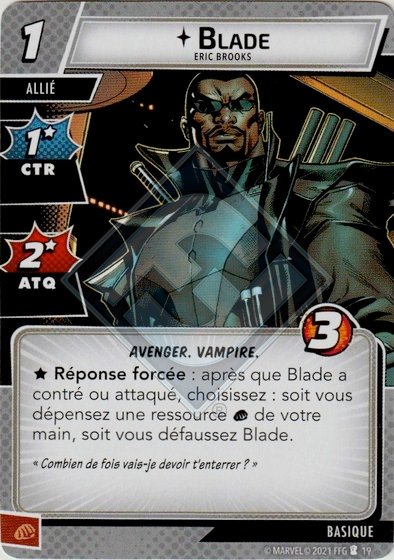 1
BLADE
ERIC BROOKS
ALLIÉ
1
CTR
2
ATQ
3
AVENGER. VAMPIRE.
Réponse forcée : après que Blade a
contré ou attaqué, choisissez : soit vous
dépensez une ressource de votre
main, soit vous défaussez Blade.
« Combien de fois vais-je devoir t'enterrer ? »
BASIQUE
© MARVEL © 2021 FFG 19